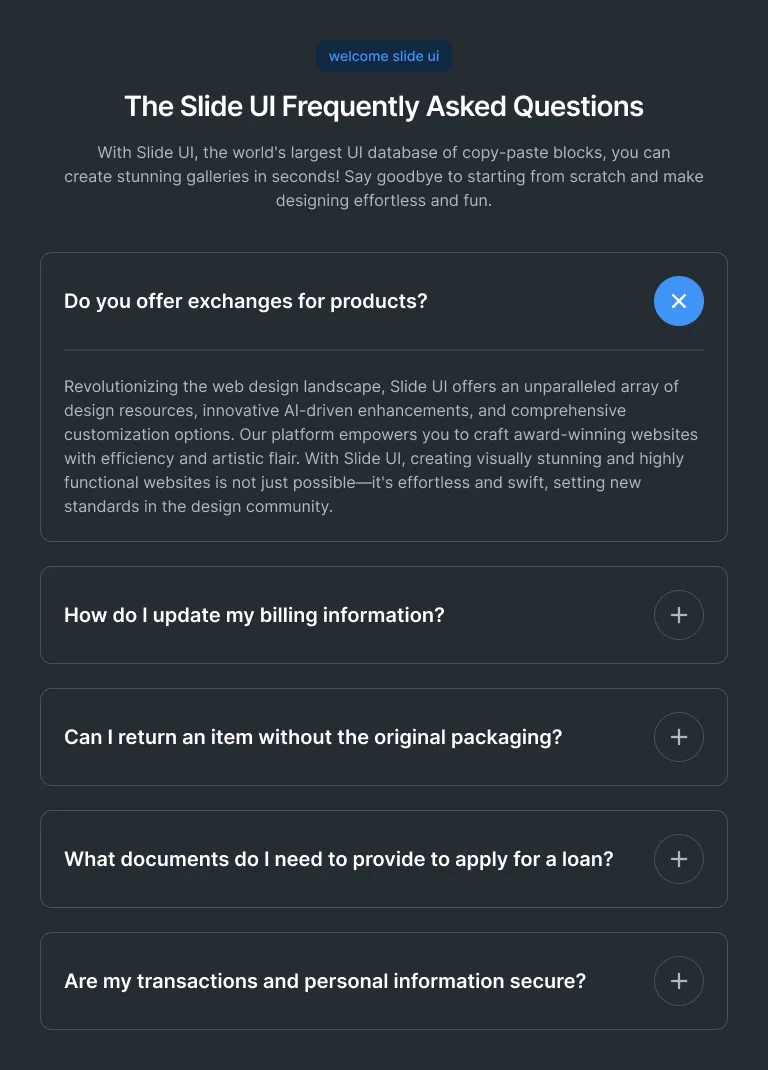 welcome slide ui
The Slide UI Frequently Asked Questions
With Slide UI, the world's largest UI database of copy-paste blocks, you can
create stunning galleries in seconds! Say goodbye to starting from scratch and make
designing effortless and fun.
Do you offer exchanges for products?
Revolutionizing the web design landscape, Slide UI offers an unparalleled array of
design resources, innovative AI-driven enhancements, and comprehensive
customization options. Our platform empowers you to craft award-winning websites
with efficiency and artistic flair. With Slide UI, creating visually stunning and highly
functional websites is not just possible—it's effortless and swift, setting new
standards in the design community.
How do I update my billing information?
Can I return an item without the original packaging?
What documents do I need to provide to apply for a loan?
Are my transactions and personal information secure?